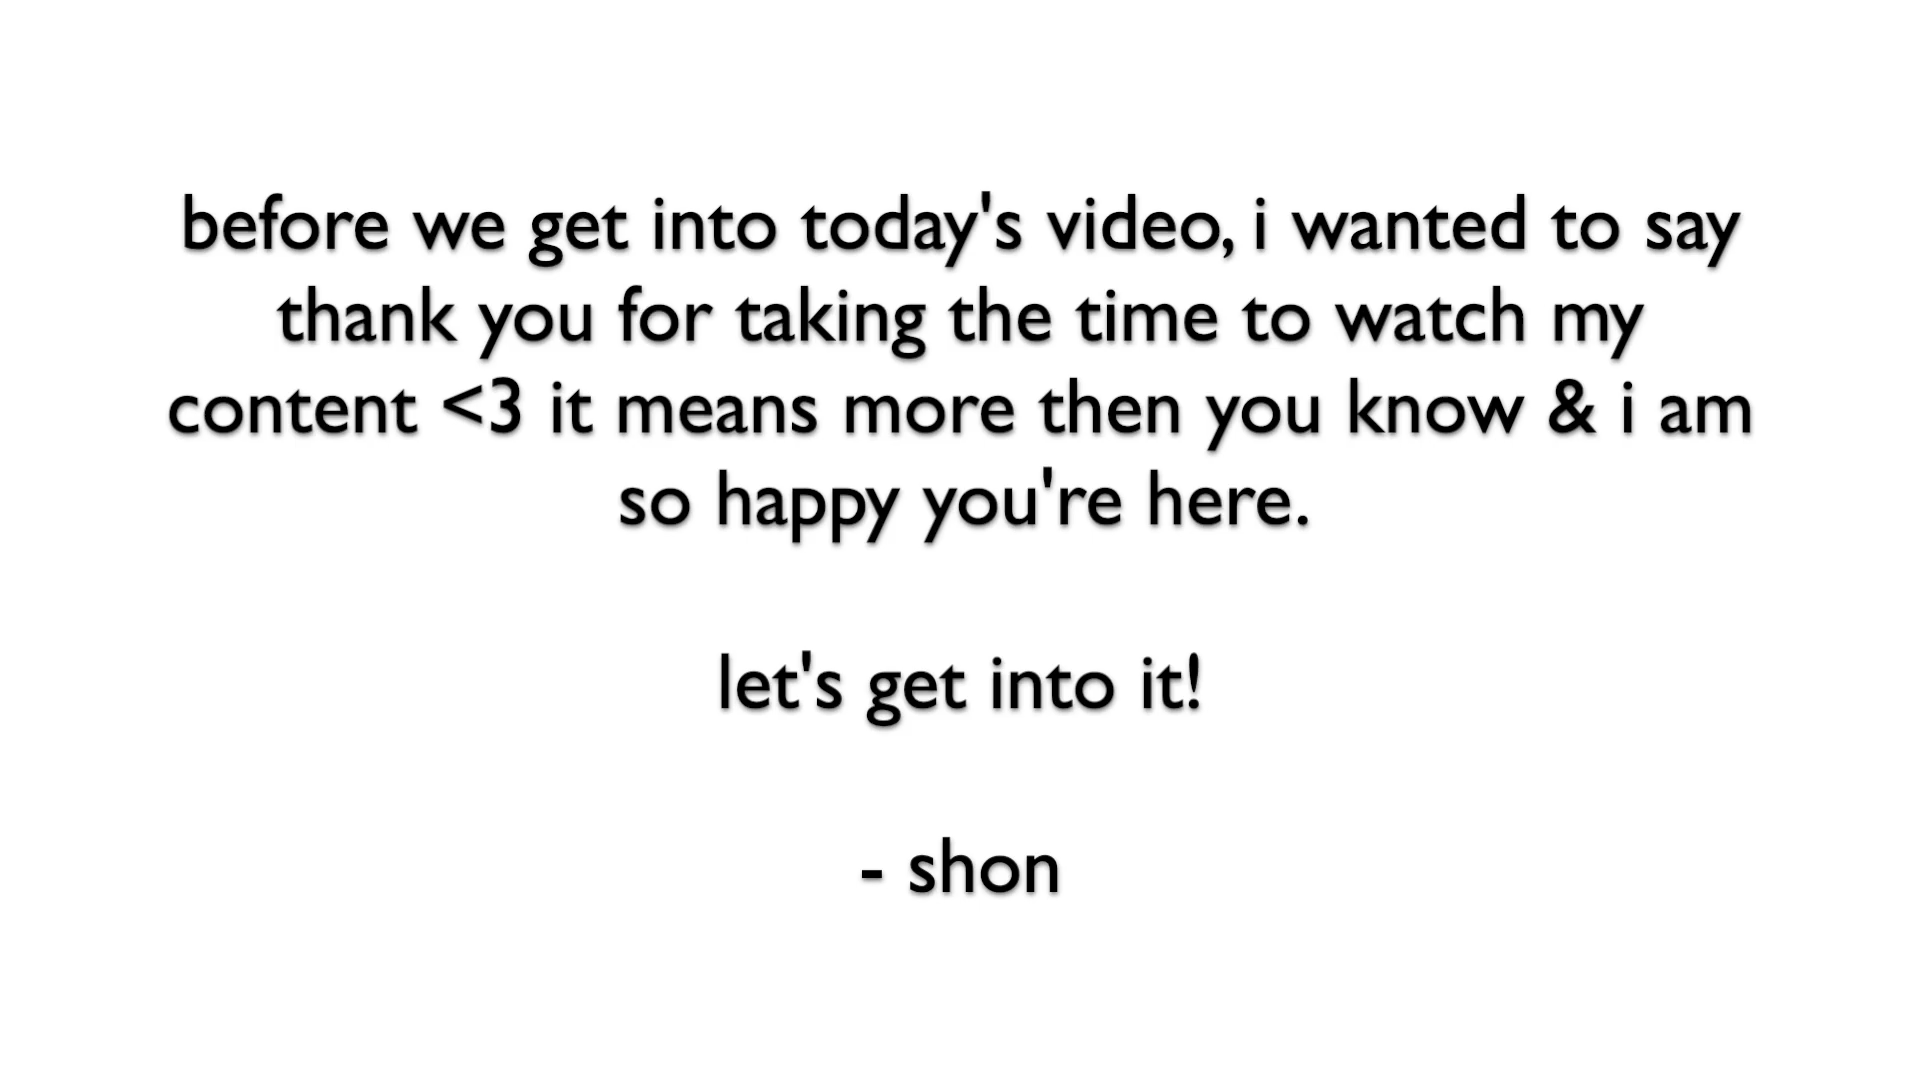 before we get into today's video, i wanted to say
thank you for taking the time to watch my
content <3 it means more then you know & i am
so happy you're here.
let's get into it!
- shon